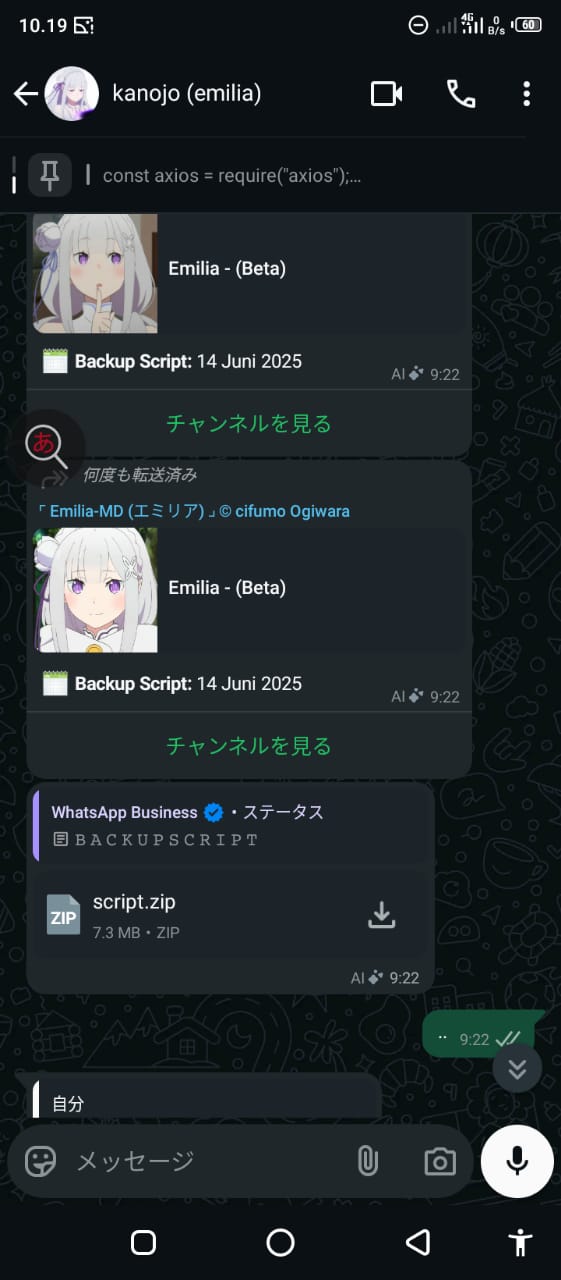 10.19
4G
0
B/s
60
kanojo (emilia)
const axios = require("axios");...
Emilia - (Beta)
Backup Script: 14 Juni 2025
AI 9:22
チャンネルを見る
あ
何度も転送済み
「 Emilia-MD (エミリア) 」© cifumo Ogiwara
Emilia - (Beta)
Backup Script: 14 Juni 2025
AI 9:22
チャンネルを見る
WhatsApp Business • ステータス
B A C K U P S C R I P T
script.zip
ZIP
7.3 MB • ZIP
AI 9:22
.. 9:22
自分
メッセージ